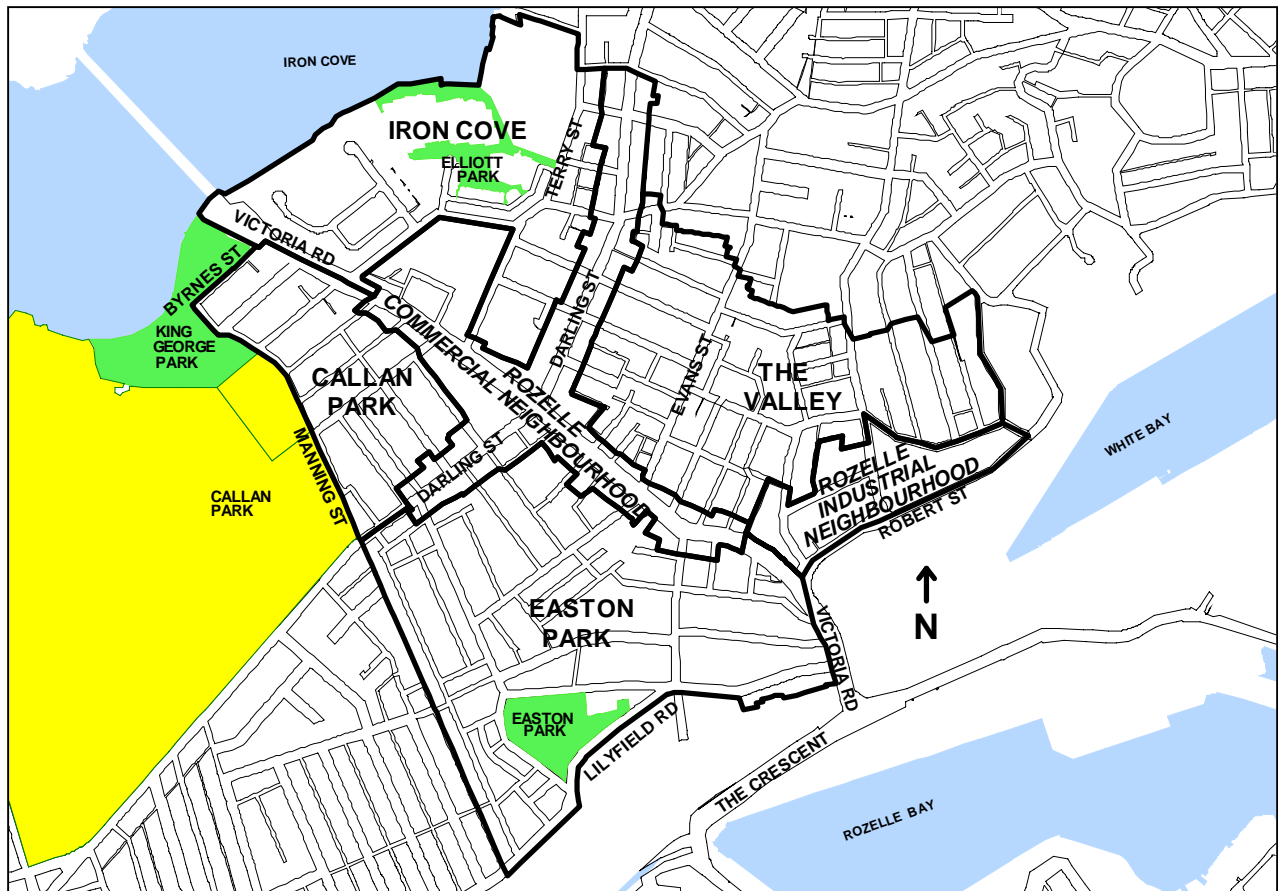 IRON COVE
IRON COVE
ELLIOTT
PARK
TERRY ST
VICTORIA RD
BYRNES ST
KING
GEORGE
PARK
COMMERCIAL NEIGHBOURHOOD
ROZELLE
DARLING ST
EVANS ST
THE
VALLEY
CALLAN
PARK
MANNING ST
DARLING ST
CALLAN
PARK
ROZELLE
INDUSTRIAL
NEIGHBOURHOOD
ROBERT ST
WHITE BAY
N
EASTON
PARK
VICTORIA RD
EASTON
PARK
LILYFIELD RD
THE CRESCENT
ROZELLE BAY